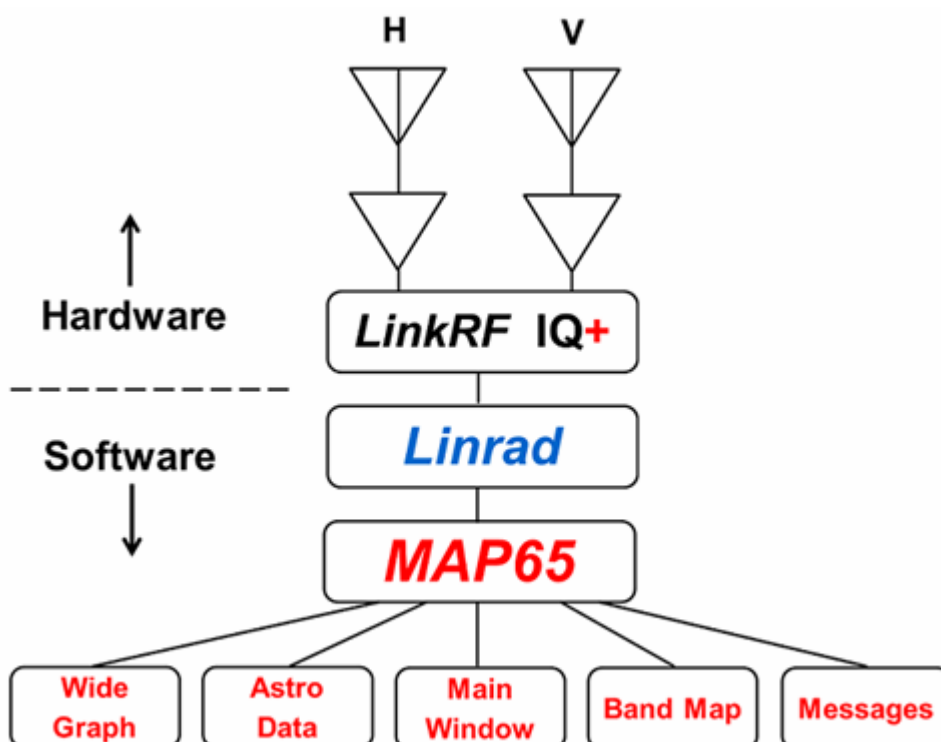 H V
Hardware
LinkRF IQ+
Software
Linrad
MAP65
Wide
Graph
Astro
Data
Main
Window
Band Map
Messages